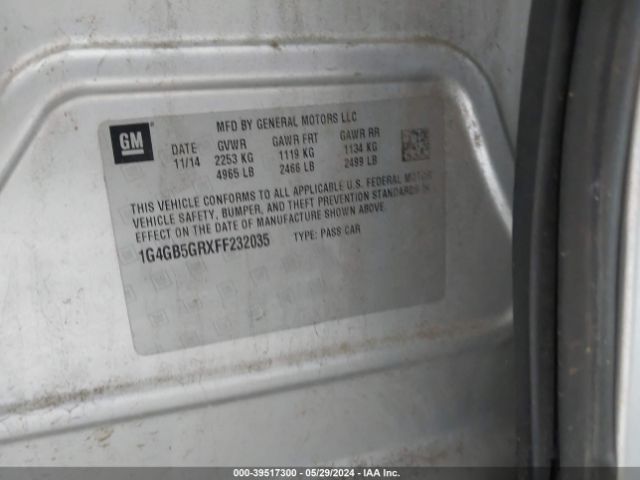 GM
MFD BY GENERAL MOTORS LLC
DATE GVWR GAWR FRT GAWR RR
11/14 2253 KG 1119 KG 1134 KG
4965 LB 2466 LB 2499 LB
THIS VEHICLE CONFORMS TO ALL APPLICABLE U.S. FEDERAL MOTOR
VEHICLE SAFETY, BUMPER, AND THEFT PREVENTION STANDARDS IN
EFFECT ON THE DATE OF MANUFACTURE SHOWN ABOVE.
1G4GB5GRXFF232035 TYPE: PASS CAR
000-39517300 - 05/29/2024 - IAA Inc.